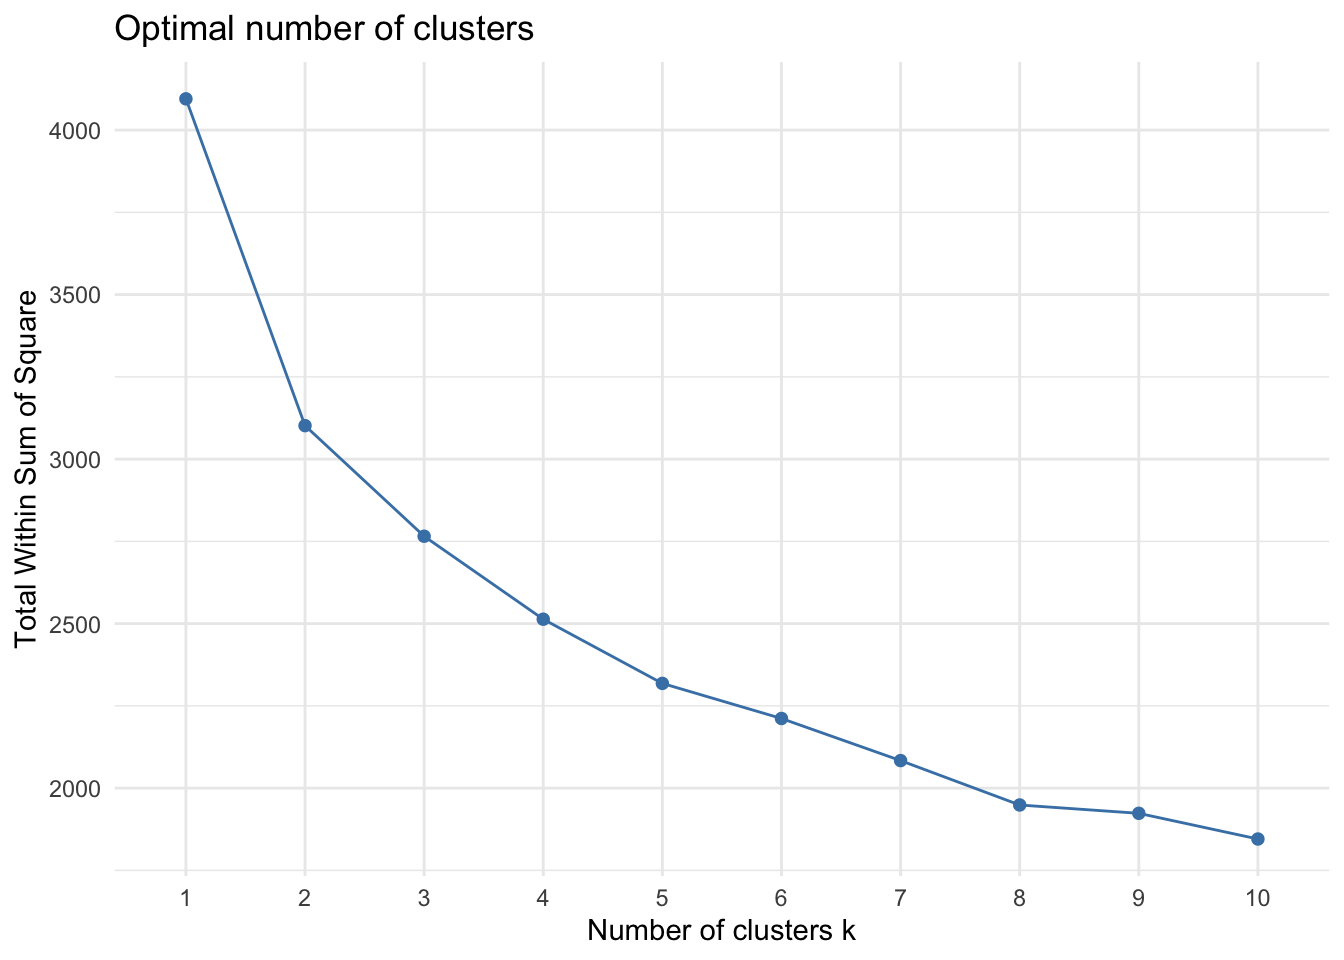 Optimal number of clusters
Total Within Sum of Square
4000
3500
3000
2500
2000
1 2 3 4 5 6 7 8 9 10
Number of clusters k